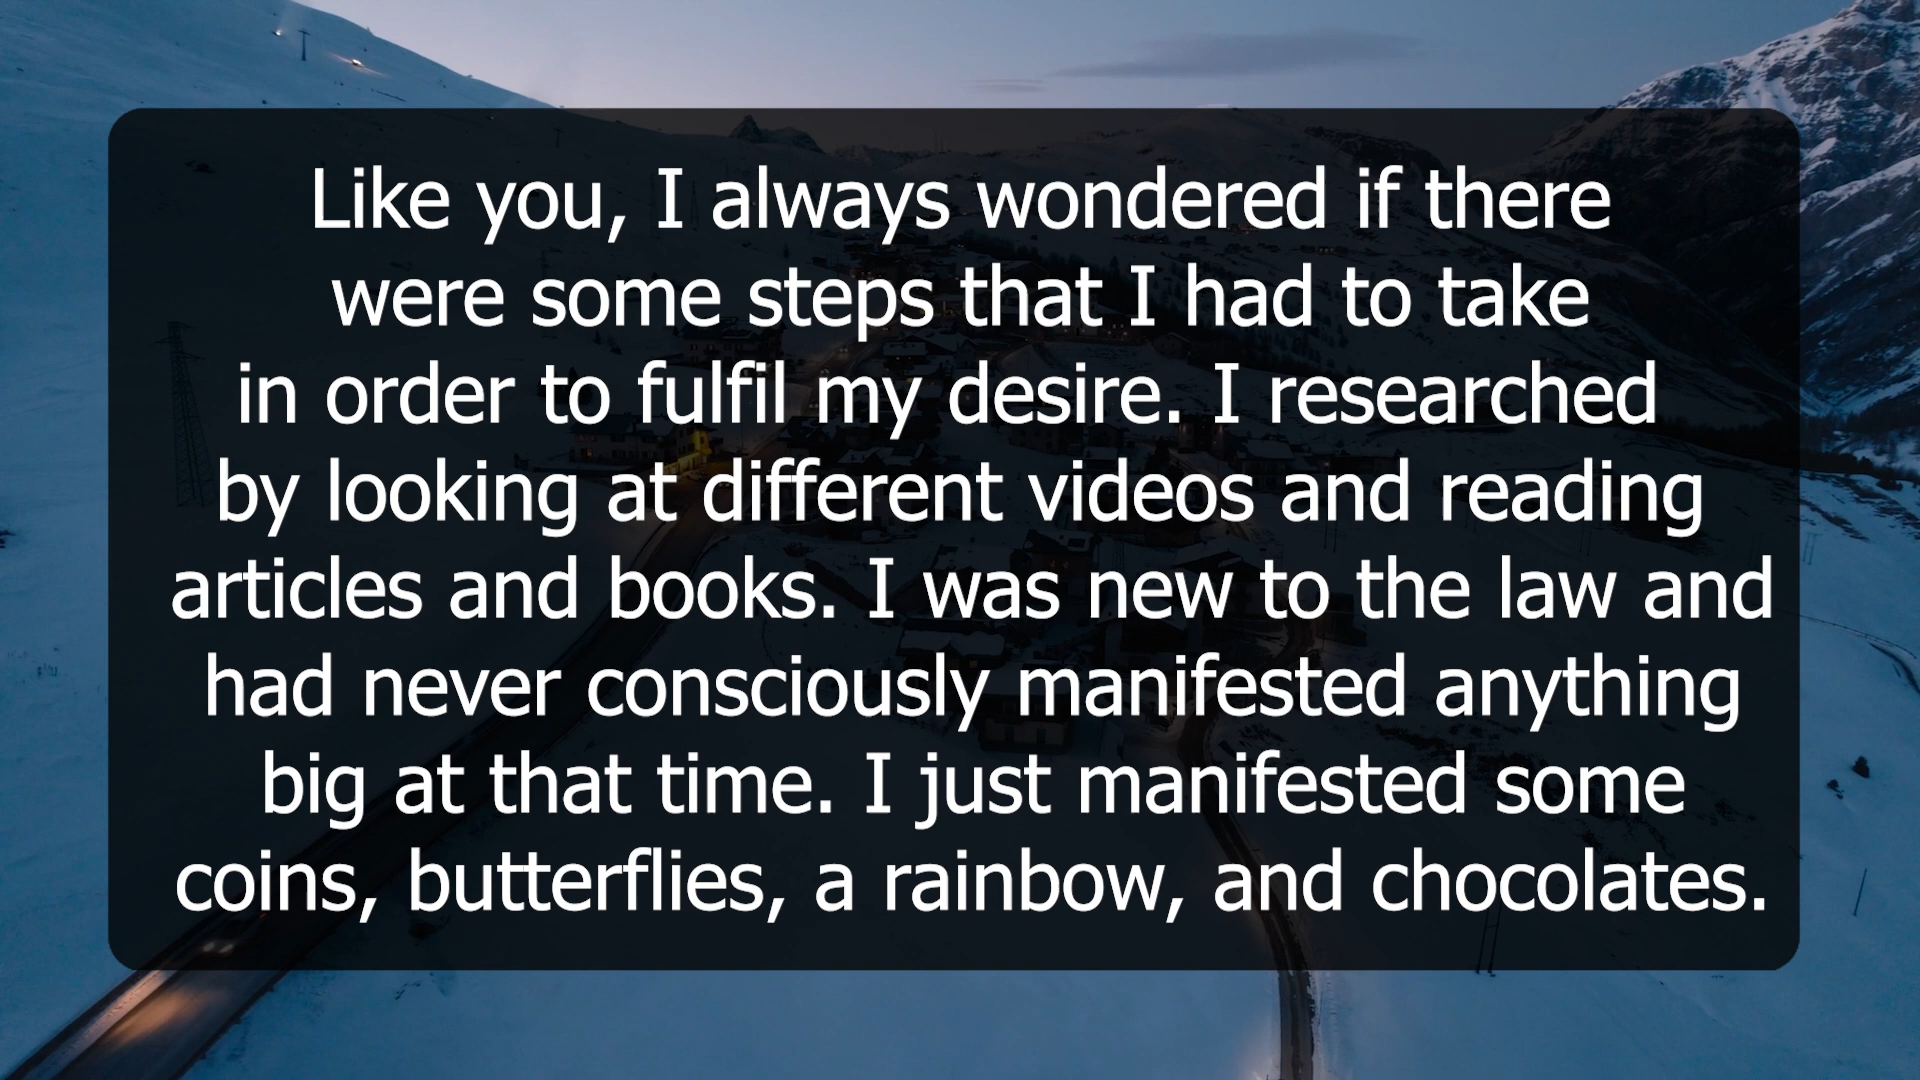 Like you, I always wondered if there
were some steps that I had to take
in order to fulfil my desire. I researched
by looking at different videos and reading
articles and books. I was new to the law and
had never consciously manifested anything
big at that time. I just manifested some
coins, butterflies, a rainbow, and chocolates.